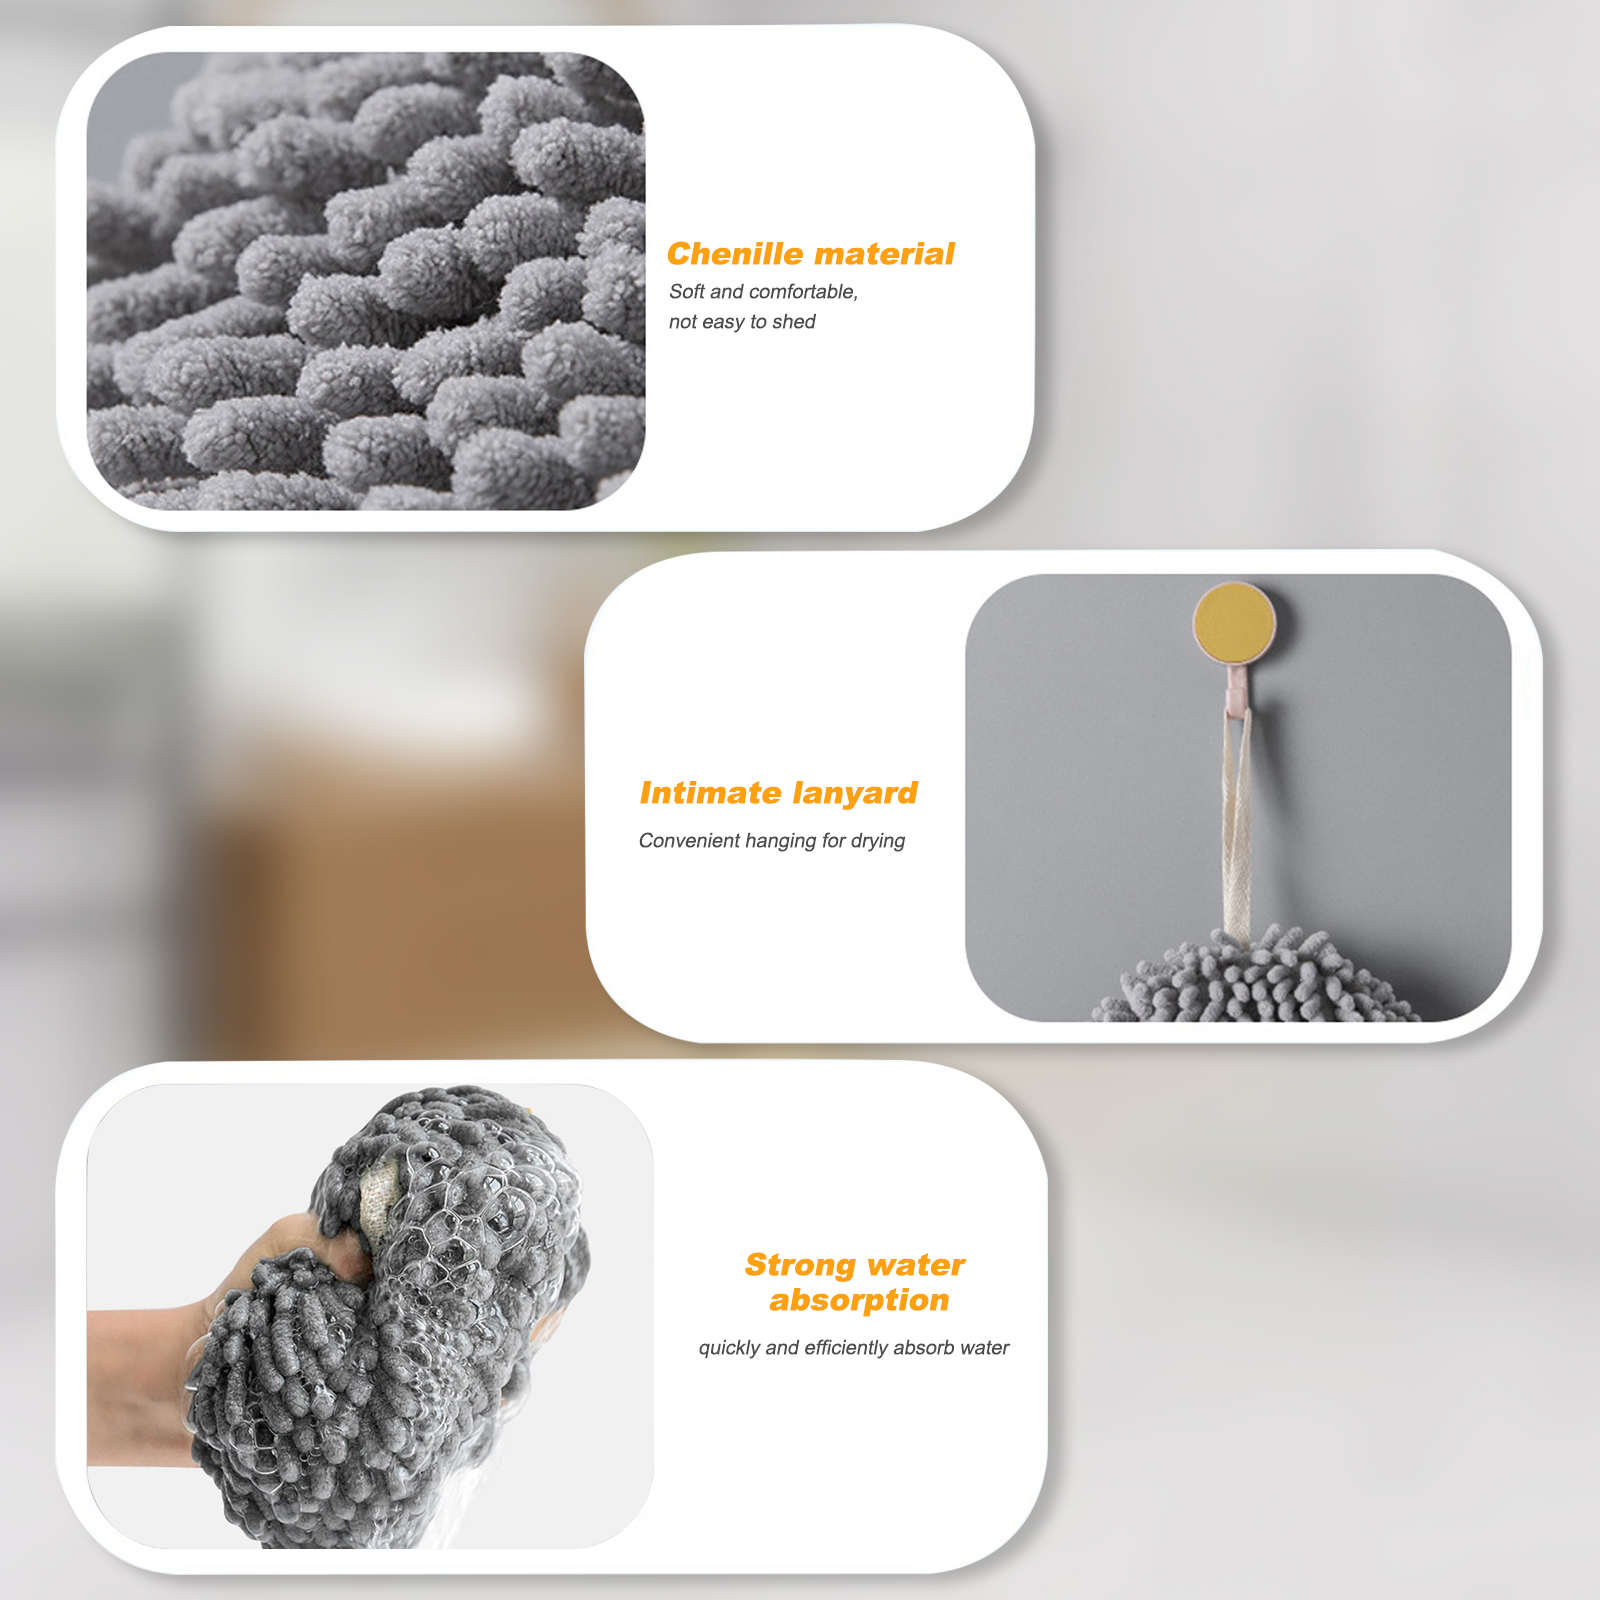 Chenille material
Soft and comfortable,
not easy to shed
Intimate lanyard
Convenient hanging for drying
Strong water
absorption
quickly and efficiently absorb water